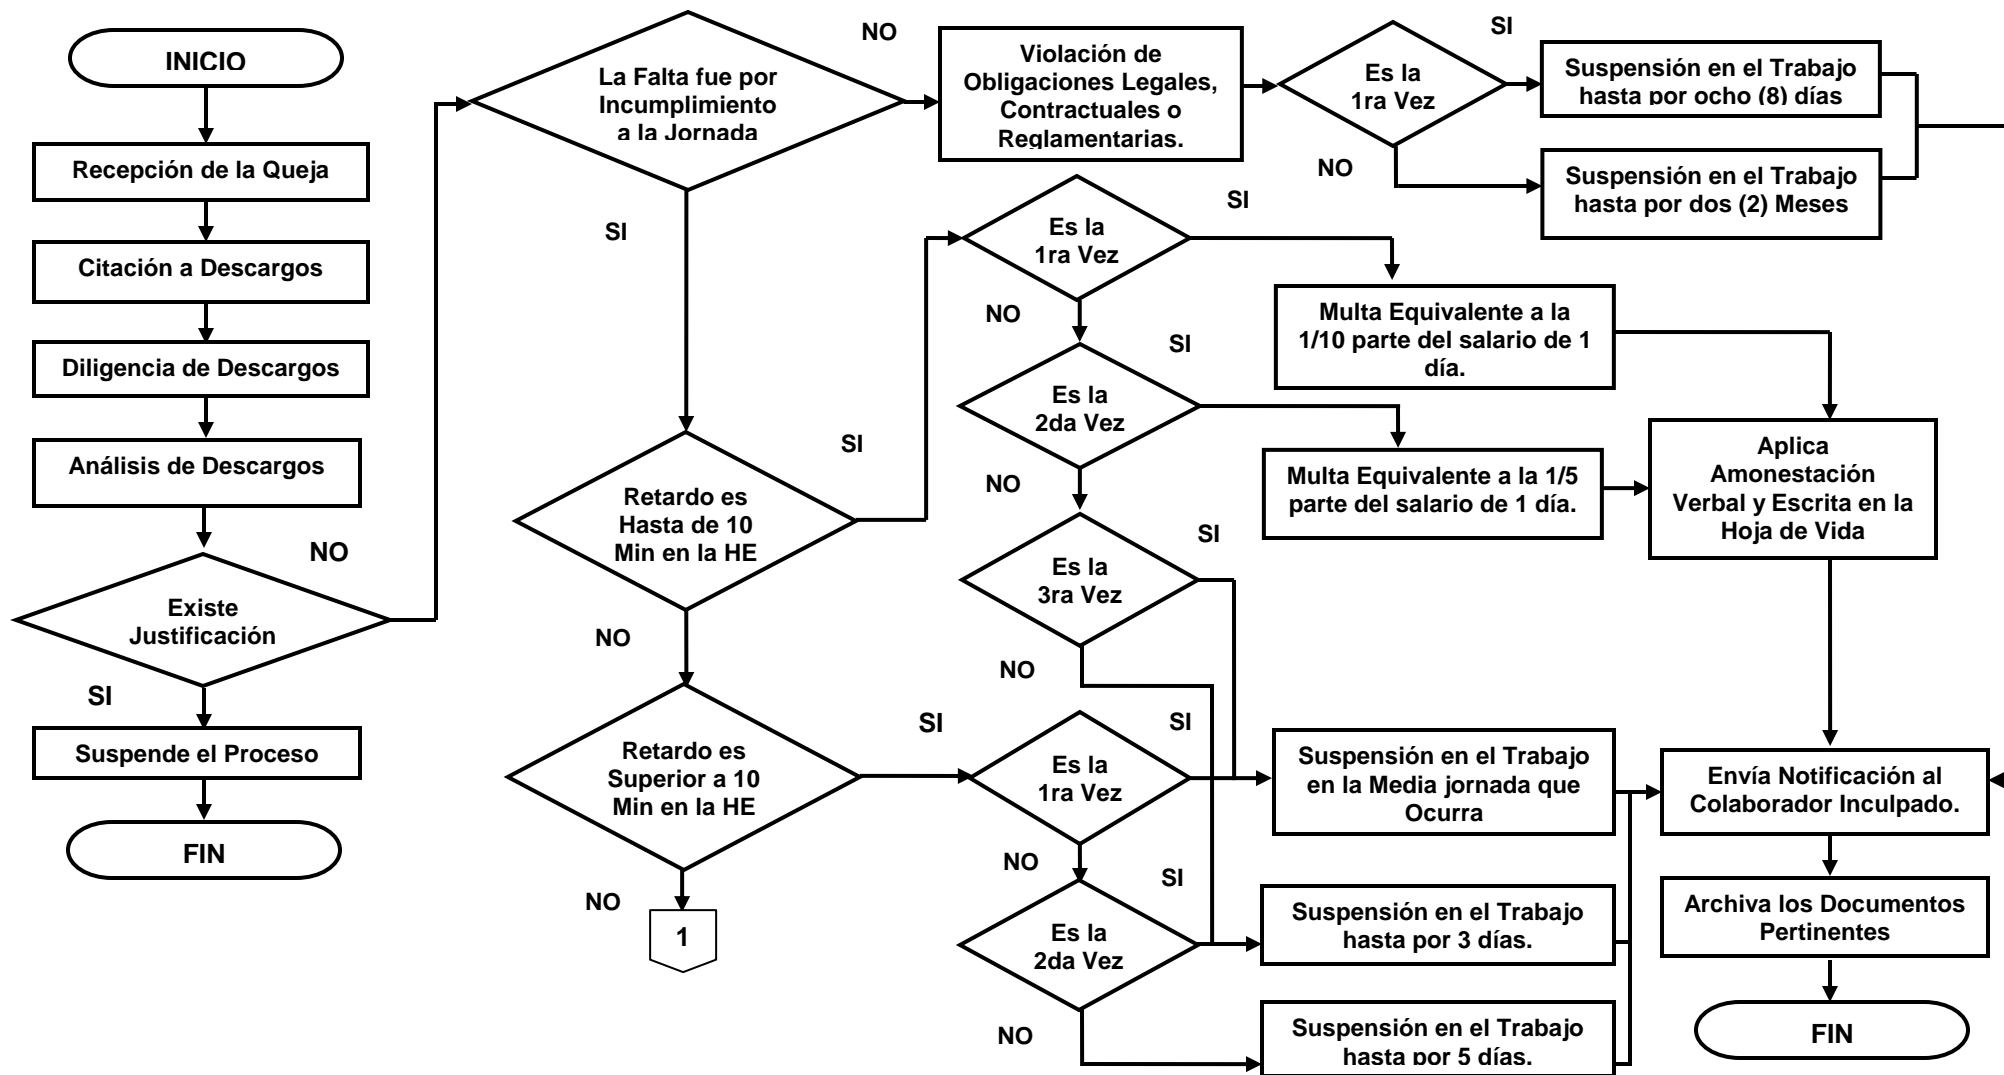 INICIO
Recepción de la Queja
Citación a Descargos
Diligencia de Descargos
Análisis de Descargos
NO
Existe
Justificación
SI
Suspende el Proceso
FIN
La Falta fue por
Incumplimiento
a la Jornada
NO
SI
Violación de
Obligaciones Legales,
Contractuales o
Reglamentarias.
Es la
1ra Vez
SI
NO
Suspensión en el Trabajo
hasta por ocho (8) días
Suspensión en el Trabajo
hasta por dos (2) Meses
Retardo es
Hasta de 10
Min en la HE
SI
NO
Es la
1ra Vez
SI
NO
Multa Equivalente a la
1/10 parte del salario de 1
día.
Es la
2da Vez
SI
NO
Multa Equivalente a la 1/5
parte del salario de 1 día.
Aplica
Amonestación
Verbal y Escrita en la
Hoja de Vida
Es la
3ra Vez
SI
NO
Retardo es
Superior a 10
Min en la HE
SI
NO
1
Es la
1ra Vez
SI
NO
Suspensión en el Trabajo
en la Media jornada que
Ocurra
Es la
2da Vez
SI
NO
Suspensión en el Trabajo
hasta por 3 días.
Suspensión en el Trabajo
hasta por 5 días.
Envía Notificación al
Colaborador Inculpado.
Archiva los Documentos
Pertinentes
FIN